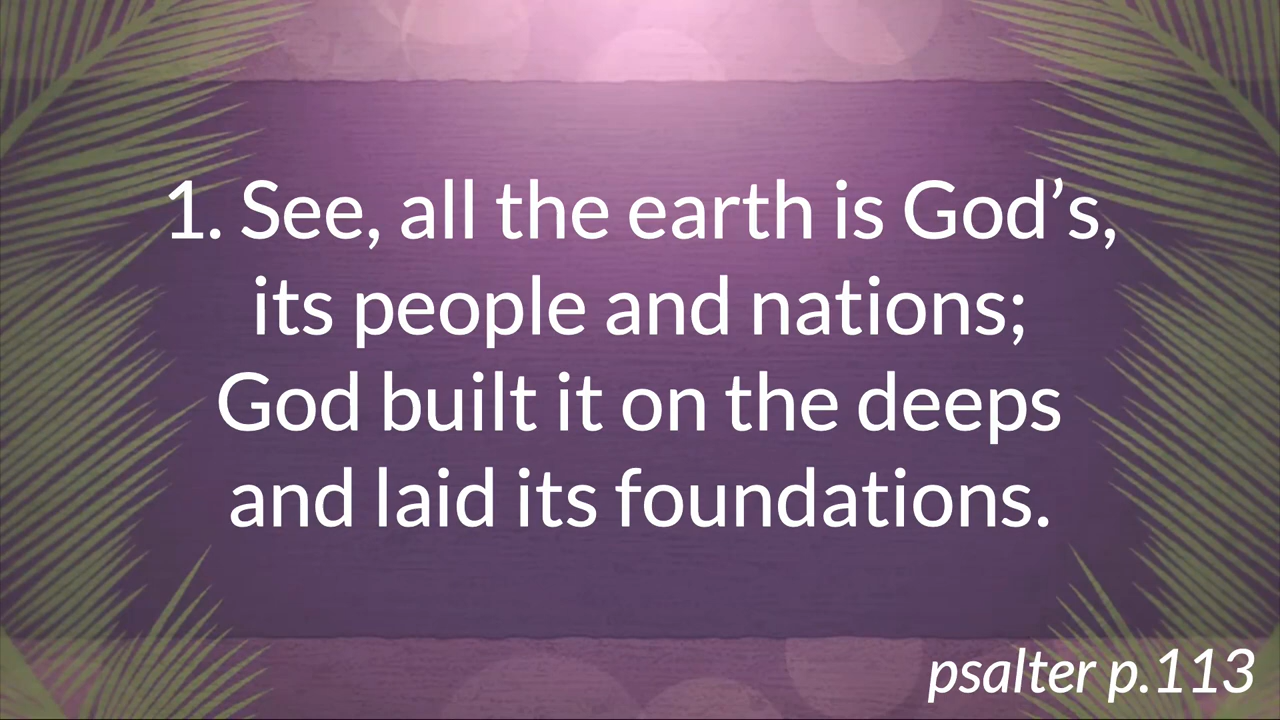 1. See, all the earth is God’s,
its people and nations;
God built it on the deeps
and laid its foundations.
psalter p.113